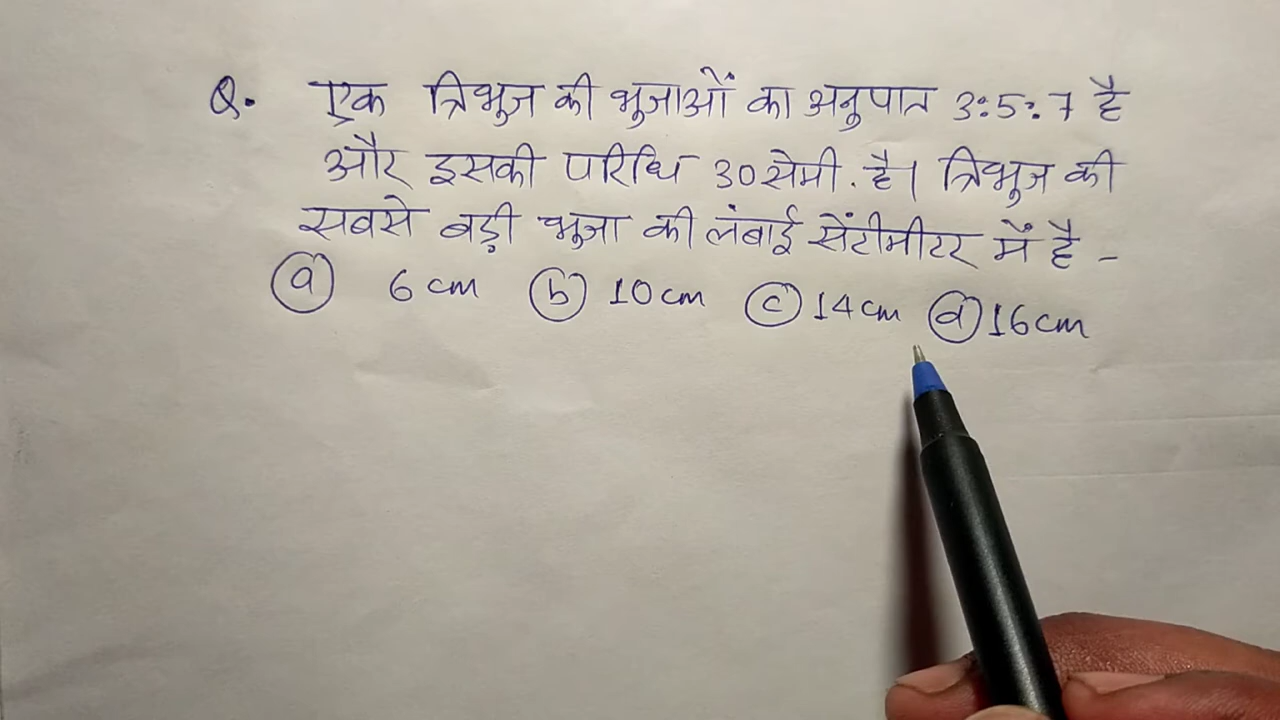 Q. एक त्रिभुज की भुजाओं का अनुपात 3:5:7 है
और इसकी परिधि 30 सेमी. है। त्रिभुज की
सबसे बड़ी भुजा की लंबाई सेंटीमीटर में है -
(a) 6 cm (b) 10 cm (c) 14 cm (d) 16 cm